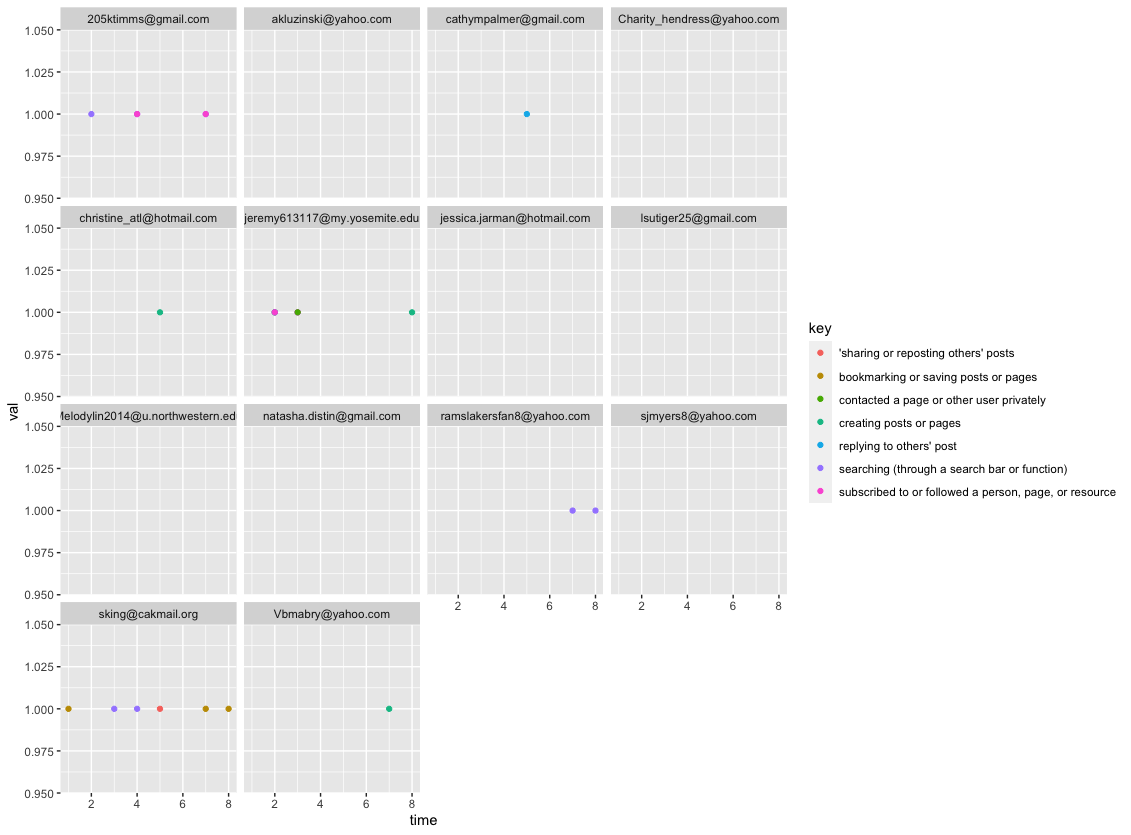 205ktimms@gmail.com akluzinski@yahoo.com cathympalmer@gmail.com Charity_hendress@yahoo.com
1.050
1.025
1.000
0.975
0.950
christine_atl@hotmail.com jeremy613117@my.yosemite.edu jessica.jarman@hotmail.com lsutiger25@gmail.com
1.050
1.025
1.000
0.975
0.950
Melodylin2014@u.northwestern.ed natasha.distin@gmail.com ramslakersfan8@yahoo.com sjmyers8@yahoo.com
1.050
1.025
1.000
0.975
0.950
2 4 6 8 2 4 6 8
sking@cakmail.org Vbmabry@yahoo.com
1.050
1.025
1.000
0.975
0.950
2 4 6 8 2 4 6 8
time
val
key
'sharing or reposting others' posts
bookmarking or saving posts or pages
contacted a page or other user privately
creating posts or pages
replying to others' post
searching (through a search bar or function)
subscribed to or followed a person, page, or resource